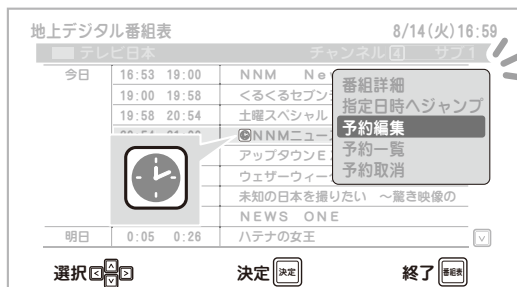 地上デジタル番組表 8/14(火)16:59
テレビ日本 チャンネル4 サブ1
今日 16:53 19:00 NNM Ne
番組詳細
19:00 19:58 くるくるセブン
指定日時へジャンプ
19:58 20:54 土曜スペシャル
予約編集
20:54 21:00 NNMニュース
予約一覧
アップタウンE
予約取消
ウェザーウィー
未知の日本を撮りたい ~驚き映像の
NEWS ONE
明日 0:05 0:26 ハテナの女王
選択 決定 決定 終了 番組表